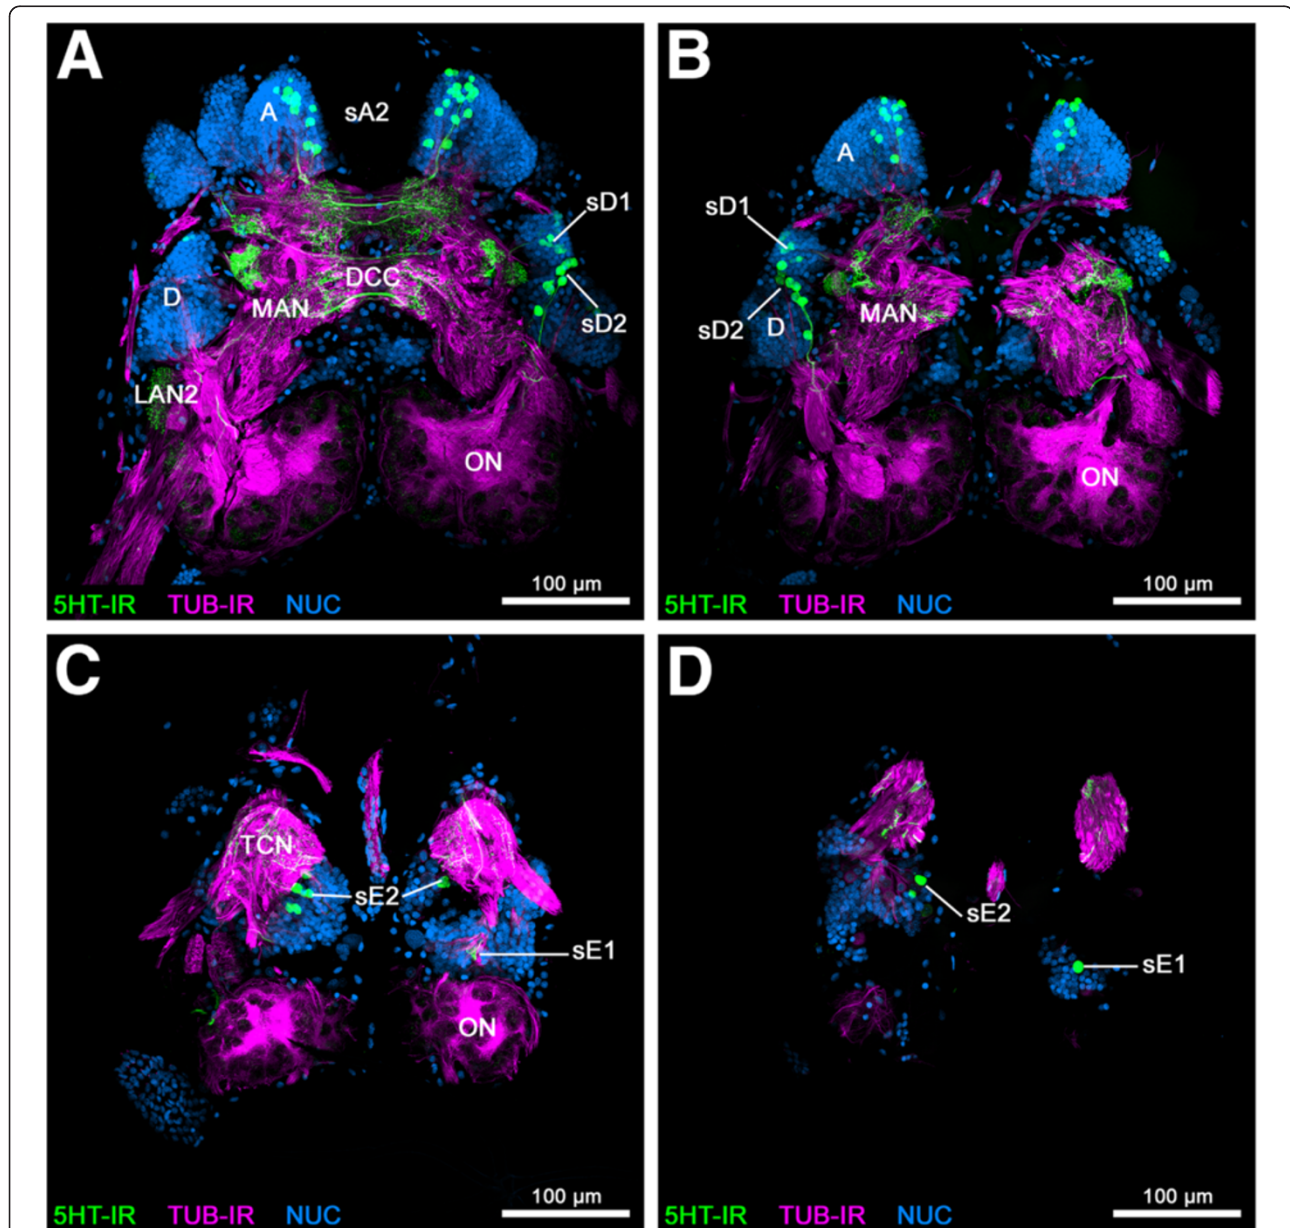 A
A
sA2
sD1
DCC
D
MAN
sD2
LAN2
ON
100 µm
5HT-IR TUB-IR NUC
B
A
sD1
sD2
D
MAN
ON
100 µm
5HT-IR TUB-IR NUC
C
TCN
sE2
sE1
ON
100 µm
5HT-IR TUB-IR NUC
D
sE2
sE1
100 µm
5HT-IR TUB-IR NUC